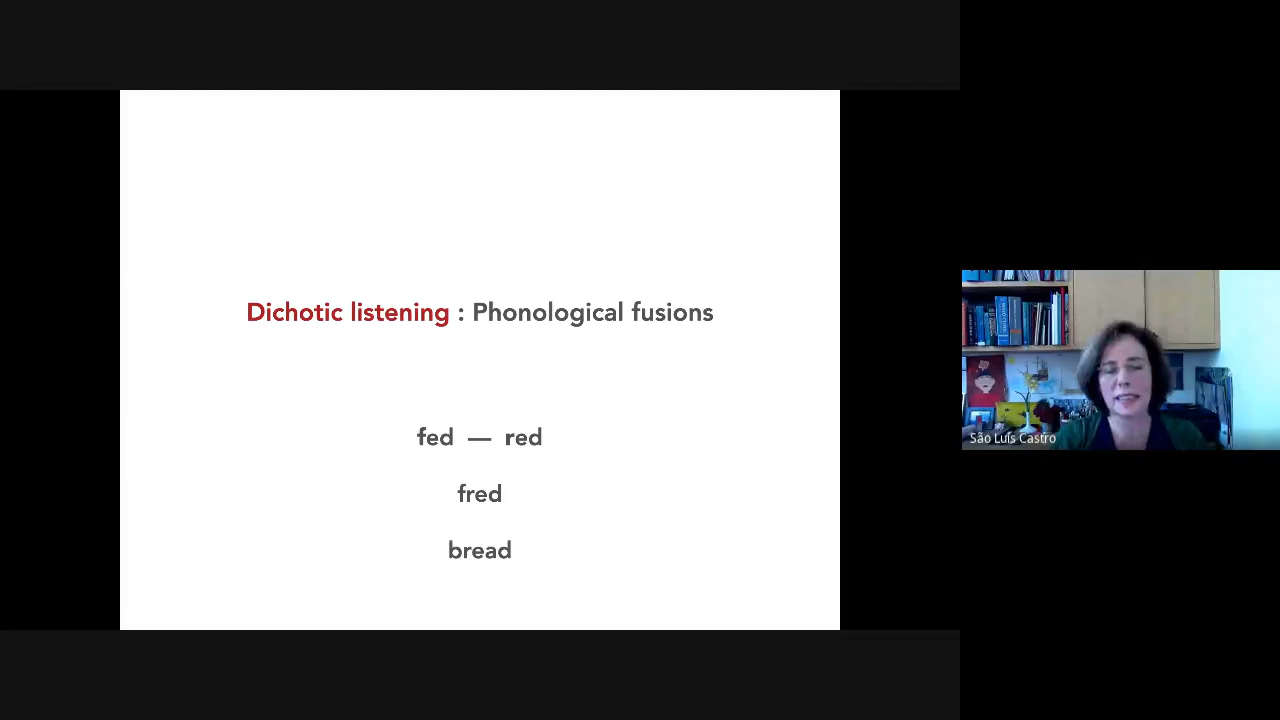 Dichotic listening : Phonological fusions
fed — red
fred
bread
São Luís Castro